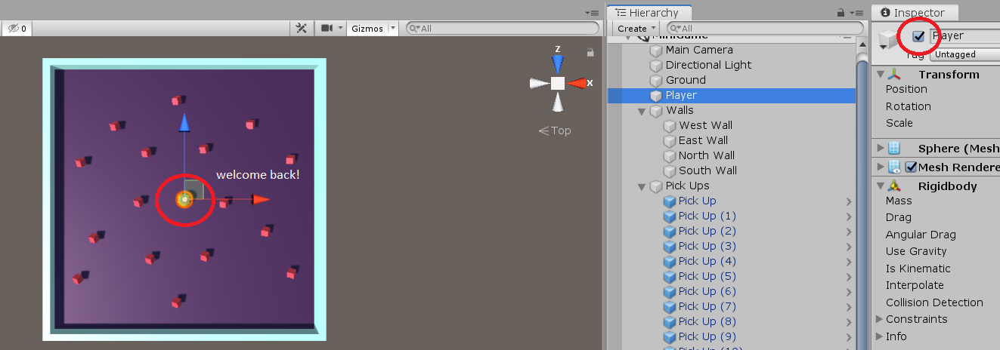 0
Gizmos
All
z
x
Top
welcome back!
Hierarchy
Create
All
MiniGame
Main Camera
Directional Light
Ground
Player
Walls
West Wall
East Wall
North Wall
South Wall
Pick Ups
Pick Up
Pick Up (1)
Pick Up (2)
Pick Up (3)
Pick Up (4)
Pick Up (5)
Pick Up (6)
Pick Up (7)
Pick Up (8)
Pick Up (9)
Pick Up (10)
Inspector
Player
Tag Untagged
Transform
Position
Rotation
Scale
Sphere (Mesh
Mesh Rendere
Rigidbody
Mass
Drag
Angular Drag
Use Gravity
Is Kinematic
Interpolate
Collision Detection
Constraints
Info